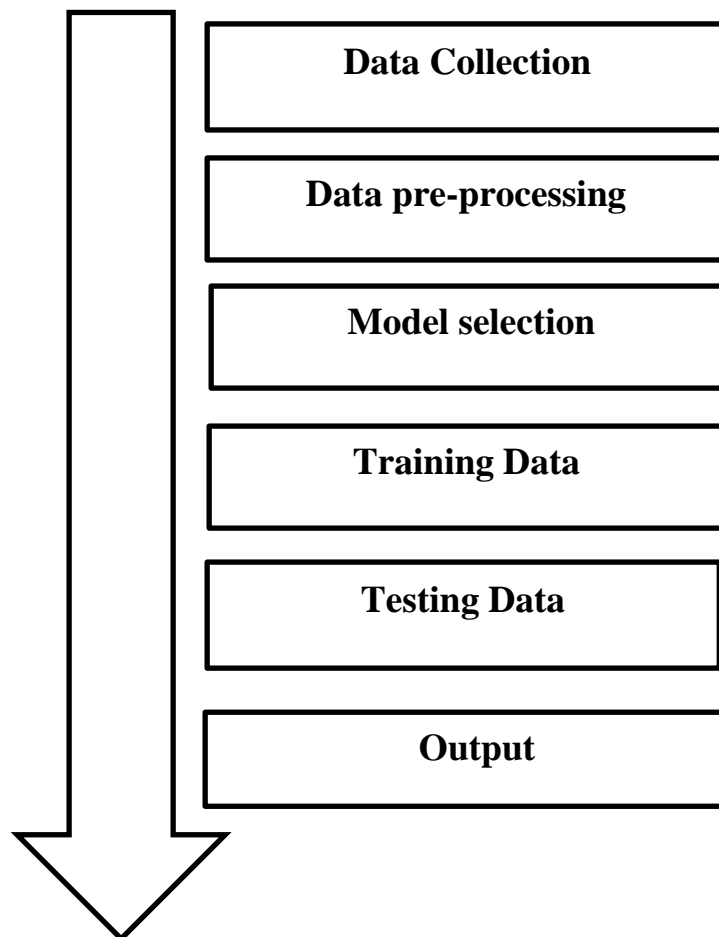 Data Collection
Data pre-processing
Model selection
Training Data
Testing Data
Output